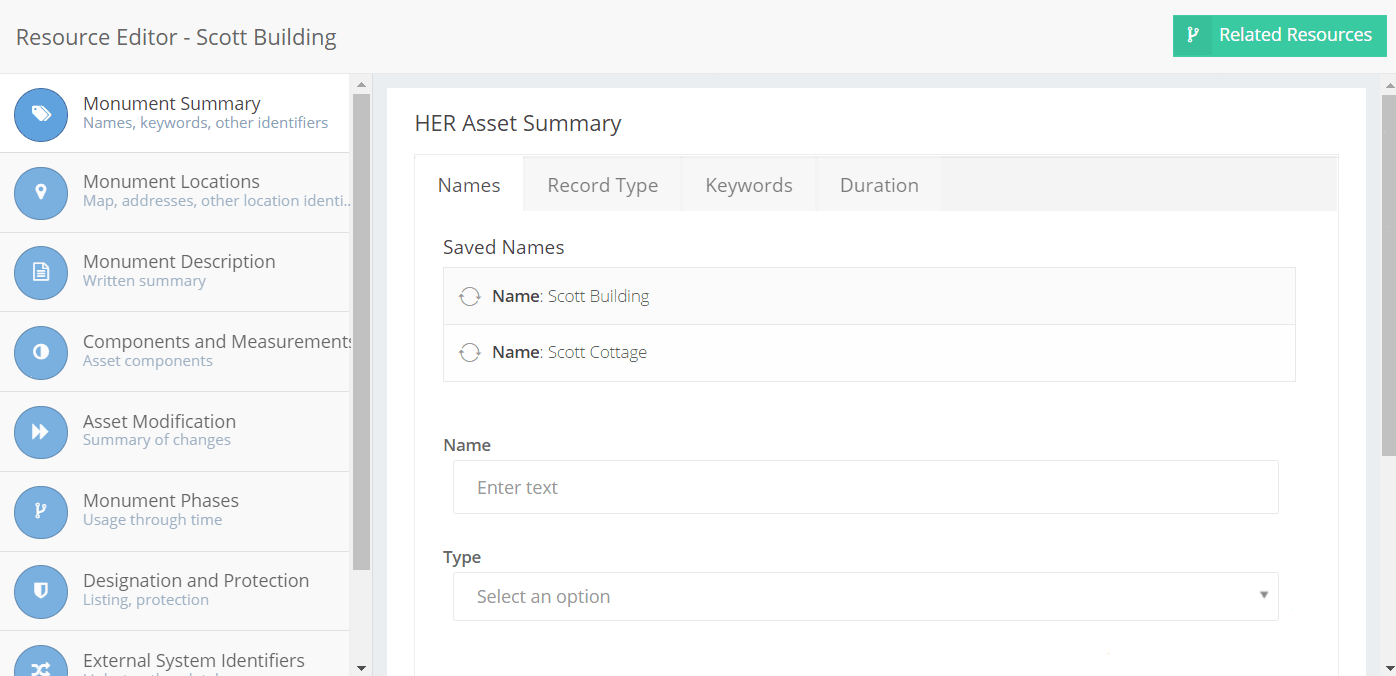 Resource Editor - Scott Building
Related Resources
Monument Summary
Names, keywords, other identifiers
Monument Locations
Map, addresses, other location identi..
Monument Description
Written summary
Components and Measurements
Asset components
Asset Modification
Summary of changes
Monument Phases
Usage through time
Designation and Protection
Listing, protection
External System Identifiers
HER Asset Summary
Names
Record Type
Keywords
Duration
Saved Names
Name: Scott Building
Name: Scott Cottage
Name
Enter text
Type
Select an option